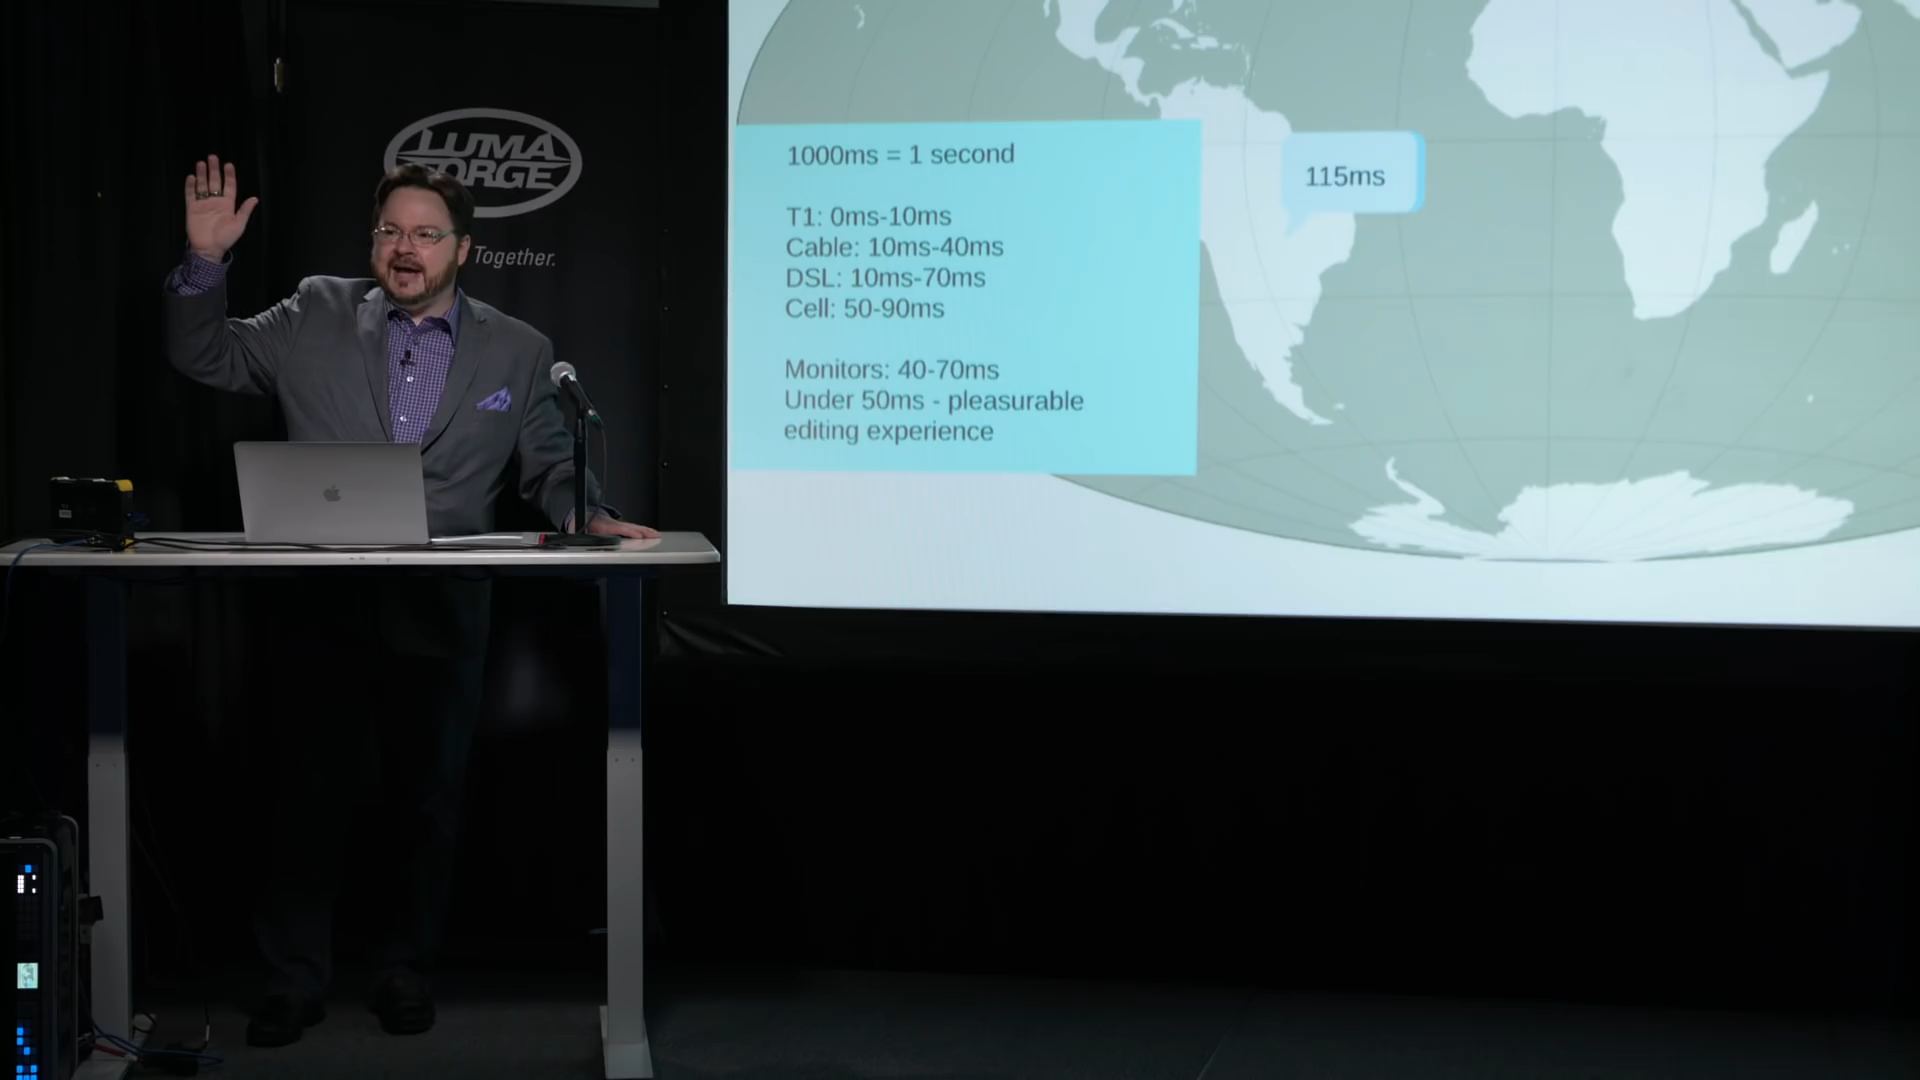 LUMA
FORGE
Together.
1000ms = 1 second
T1: 0ms-10ms
Cable: 10ms-40ms
DSL: 10ms-70ms
Cell: 50-90ms
Monitors: 40-70ms
Under 50ms - pleasurable
editing experience
115ms